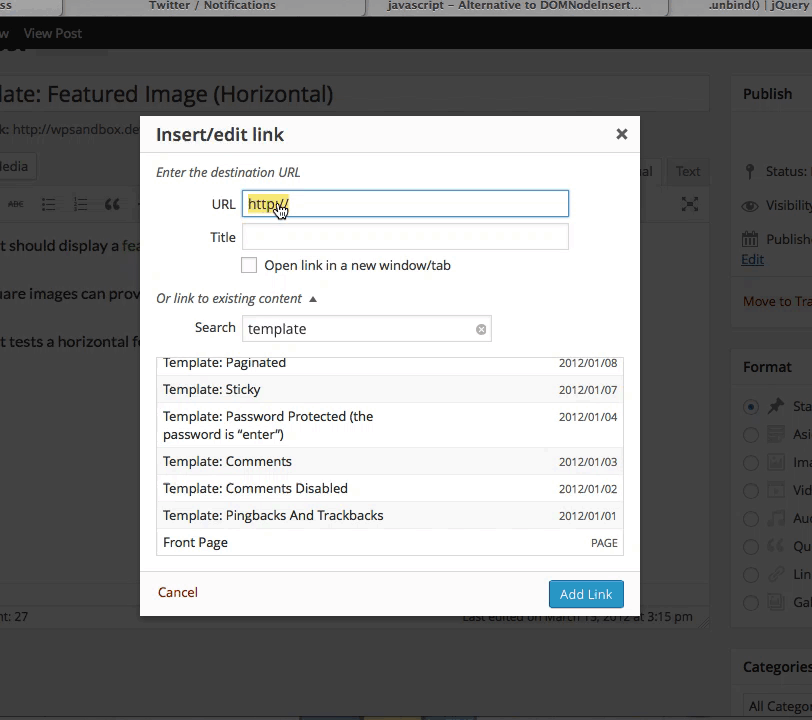 ss
Twitter / Notifications
javascript – Alternative to DOMNodeInsert...
.unbind() | jQuery
w
View Post
late: Featured Image (Horizontal)
Publish
k: http://wpsandbox.de
edia
al
Text
ABC
Status:
t should display a fea
Visibility
Publishe
Edit
are images can prov
Move to Tra
t tests a horizontal fe
Format
Sta
Asi
Ima
Vid
Aud
Qu
Lin
Gal
nt: 27
Last edited on March 15, 2012 at 3:15 pm
Categories
All Catego
Insert/edit link
Enter the destination URL
URL
http://
Title
Open link in a new window/tab
Or link to existing content
Search
template
Template: Paginated 2012/01/08
Template: Sticky 2012/01/07
Template: Password Protected (the 2012/01/04
password is “enter”)
Template: Comments 2012/01/03
Template: Comments Disabled 2012/01/02
Template: Pingbacks And Trackbacks 2012/01/01
Front Page PAGE
Cancel
Add Link